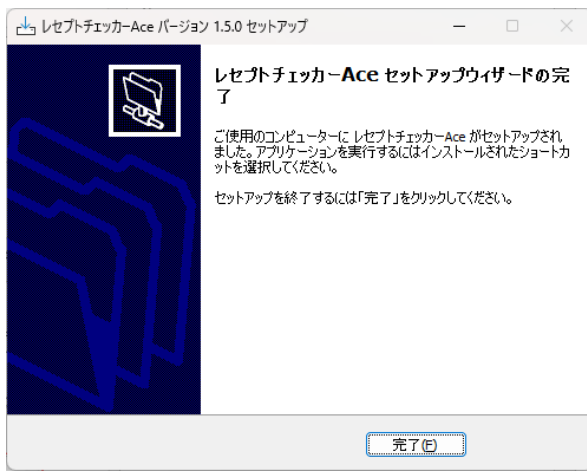 レセプトチェッカーAce バージョン 1.5.0 セットアップ
レセプトチェッカーAce セットアップウィザードの完
了
ご使用のコンピューターに レセプトチェッカーAce がセットアップされ
ました。アプリケーションを実行するにはインストールされたショートカ
ットを選択してください。
セットアップを終了するには「完了」をクリックしてください。
完了(F)